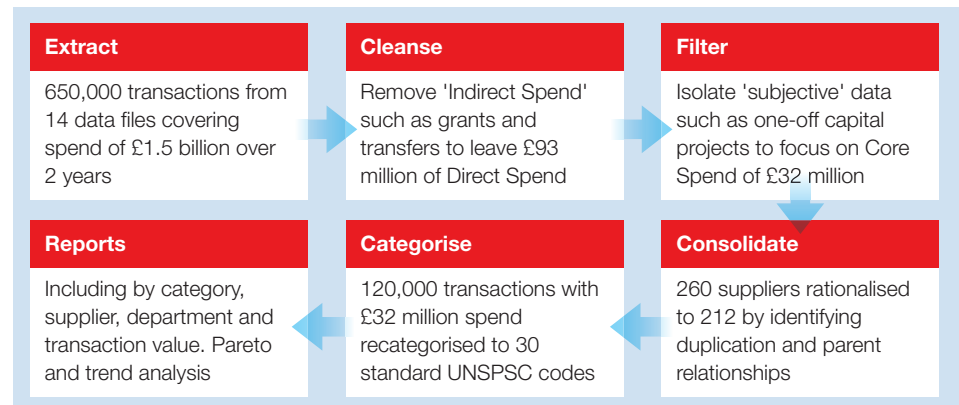 Extract
650,000 transactions from
14 data files covering
spend of £1.5 billion over
2 years
Cleanse
Remove 'Indirect Spend'
such as grants and
transfers to leave £93
million of Direct Spend
Filter
Isolate 'subjective' data
such as one-off capital
projects to focus on Core
Spend of £32 million
Consolidate
260 suppliers rationalised
to 212 by identifying
duplication and parent
relationships
Categorise
120,000 transactions with
£32 million spend
recategorised to 30
standard UNSPSC codes
Reports
Including by category,
supplier, department and
transaction value. Pareto
and trend analysis